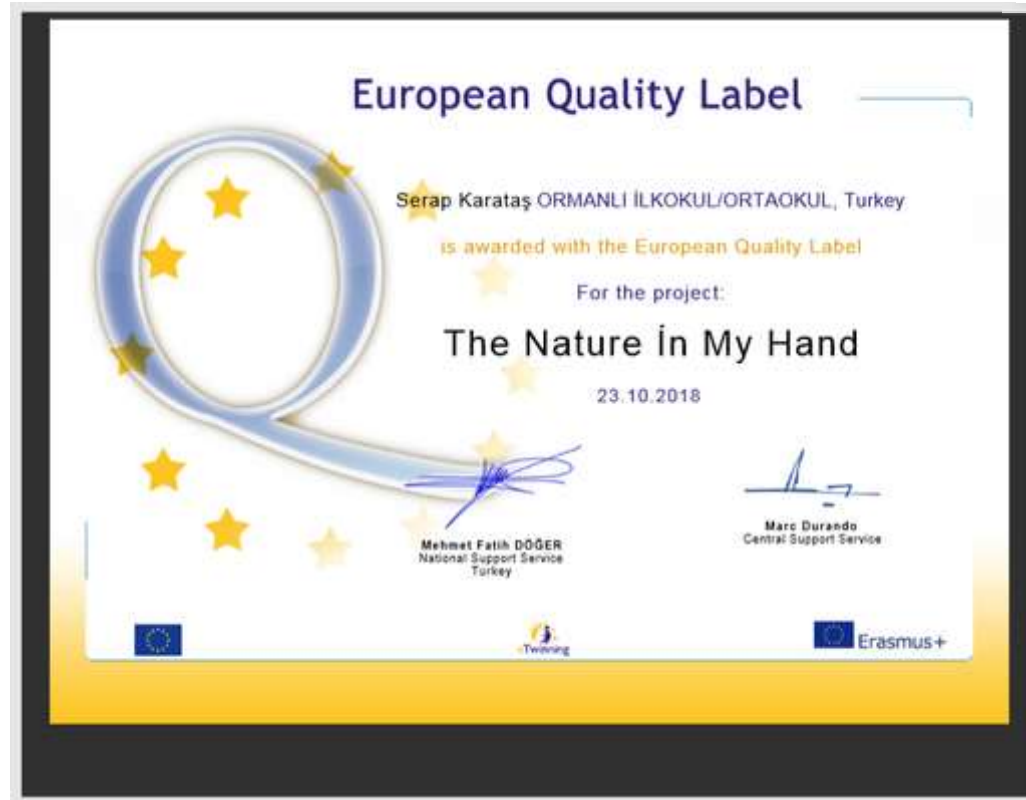 European Quality Label
Serap Karataş ORMANLI İLKOKUL/ORTAOKUL, Turkey
is awarded with the European Quality Label
For the project:
The Nature İn My Hand
23.10.2018
Mehmet Fatih DÖĞER
National Support Service
Turkey
Marc Durando
Central Support Service
eTwinning
Erasmus+